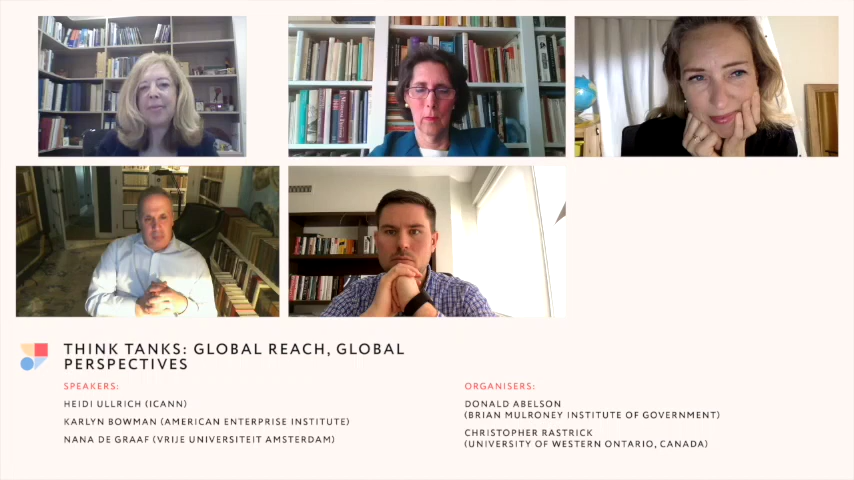 THINK TANKS: GLOBAL REACH, GLOBAL
PERSPECTIVES
SPEAKERS:
HEIDI ULLRICH (ICANN)
KARLYN BOWMAN (AMERICAN ENTERPRISE INSTITUTE)
NANA DE GRAAF (VRIJE UNIVERSITEIT AMSTERDAM)
ORGANISERS:
DONALD ABELSON
(BRIAN MULRONEY INSTITUTE OF GOVERNMENT)
CHRISTOPHER RASTRICK
(UNIVERSITY OF WESTERN ONTARIO, CANADA)